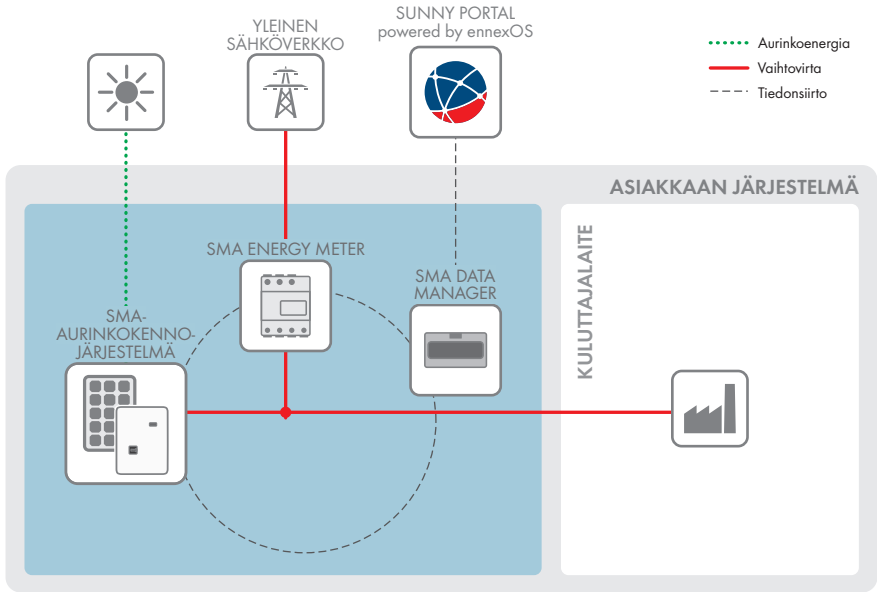 YLEINEN
SÄHKÖVERKKO
SUNNY PORTAL
powered by ennexOS
Aurinkoenergia
Vaihtovirta
Tiedonsiirto
ASIAKKAAN JÄRJESTELMÄ
SMA ENERGY METER
SMA DATA
MANAGER
SMA-
AURINKOKENNO-
JÄRJESTELMÄ
KULUTTAJALAITE